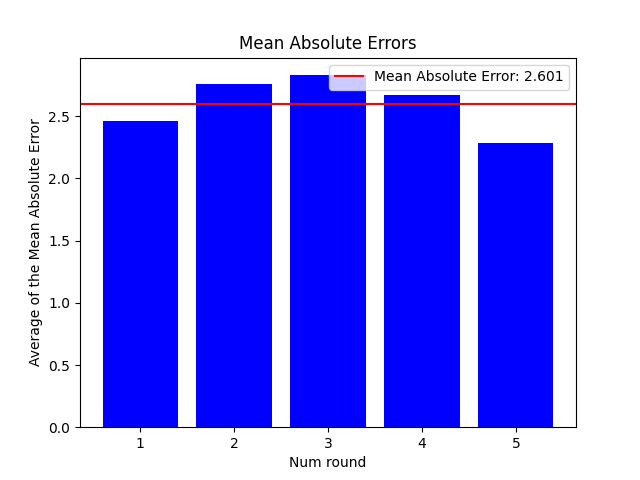 Mean Absolute Errors
Mean Absolute Error: 2.601
Average of the Mean Absolute Error
2.5
2.0
1.5
1.0
0.5
0.0
1 2 3 4 5
Num round